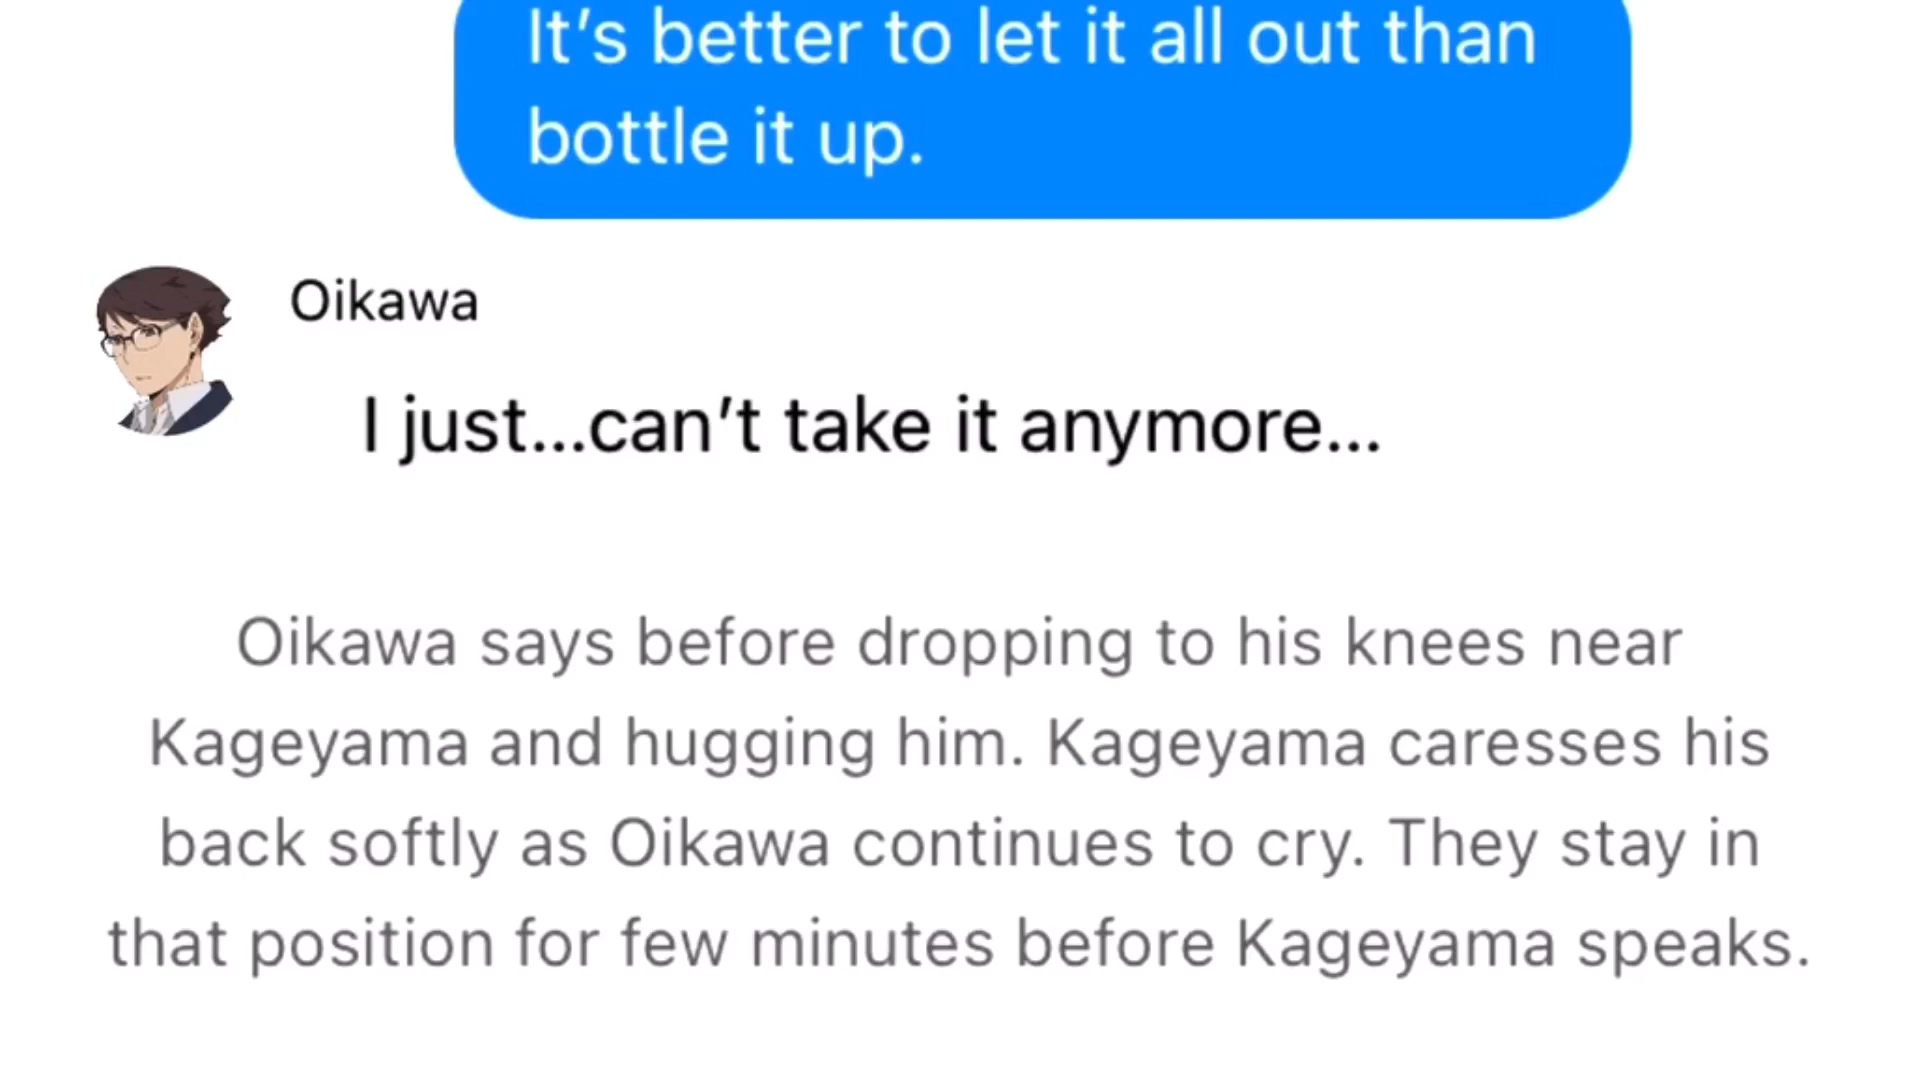 It’s better to let it all out than
bottle it up.
Oikawa
I just...can’t take it anymore...
Oikawa says before dropping to his knees near
Kageyama and hugging him. Kageyama caresses his
back softly as Oikawa continues to cry. They stay in
that position for few minutes before Kageyama speaks.